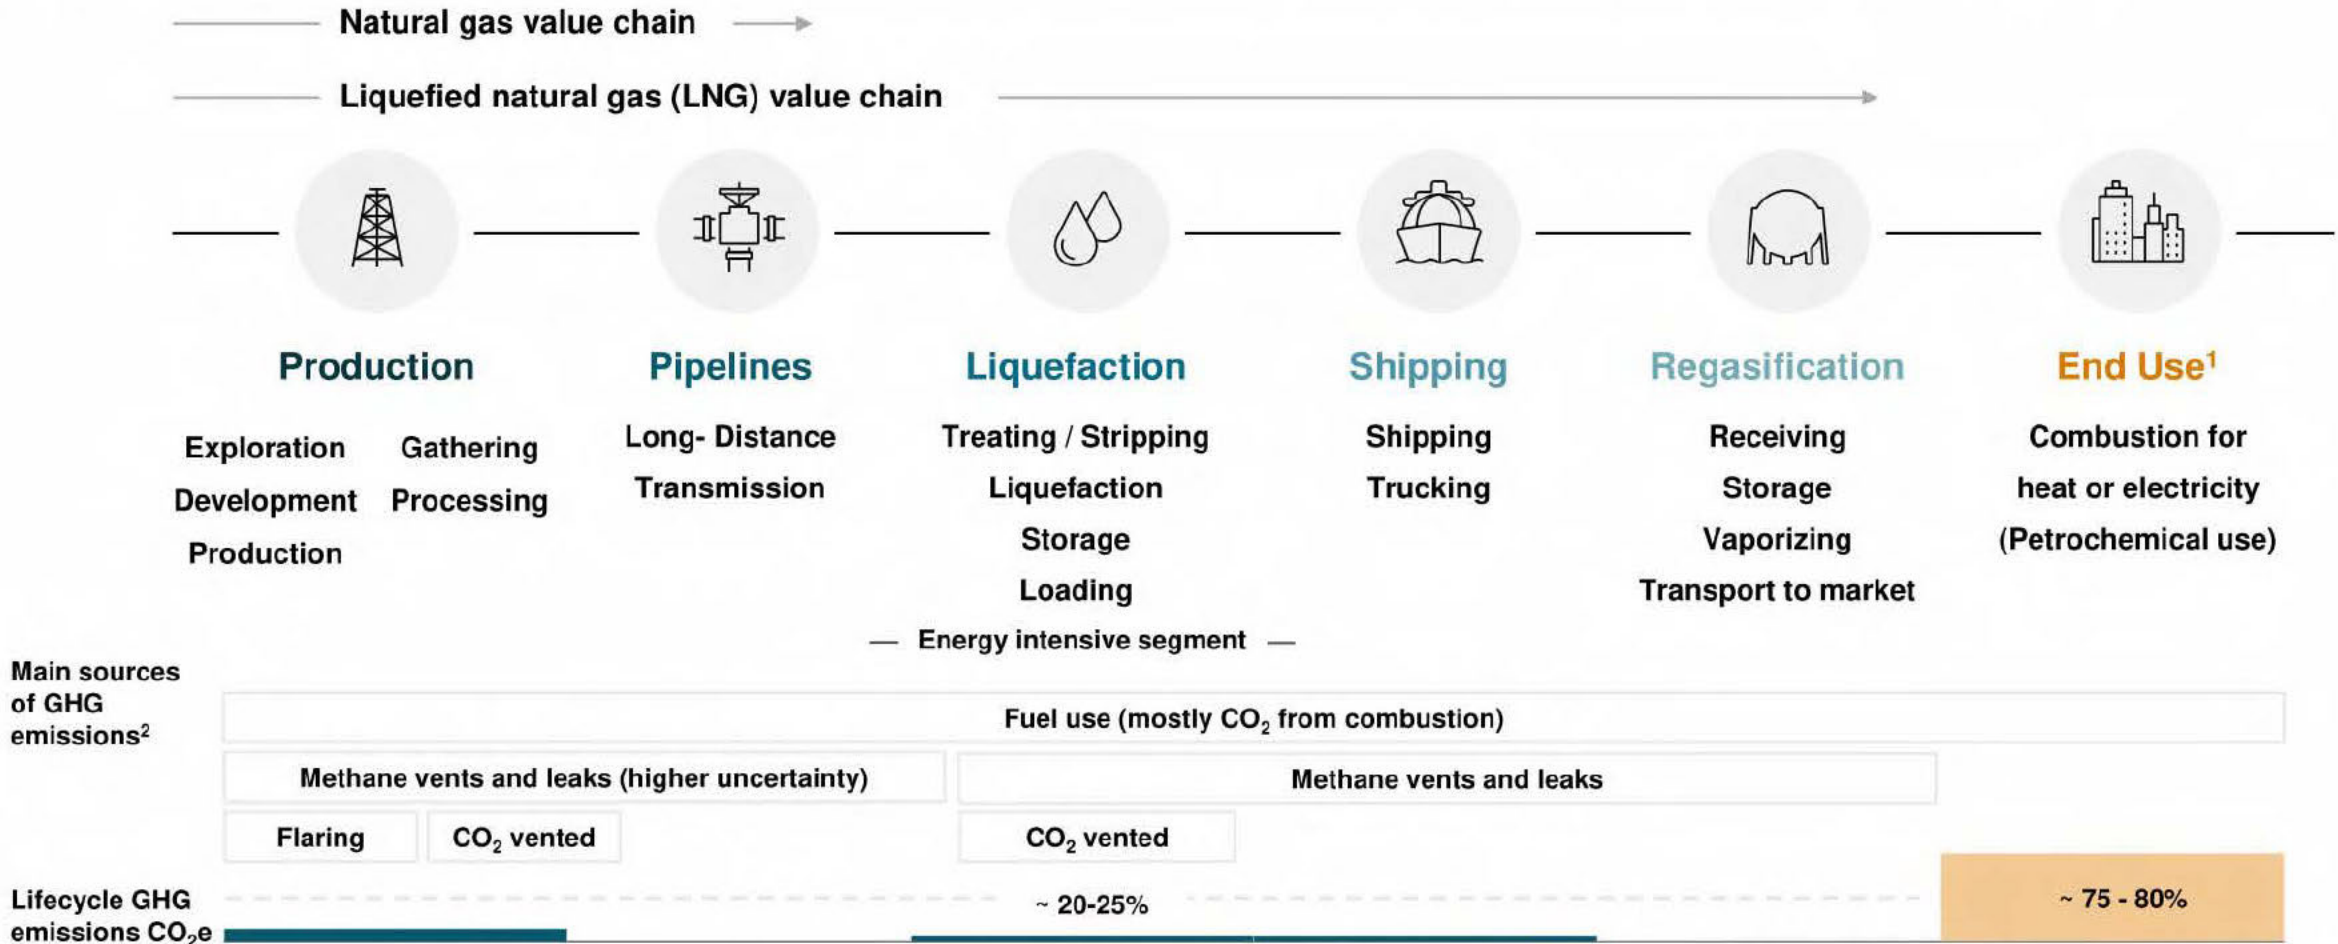 Natural gas value chain
Liquefied natural gas (LNG) value chain
Production
Pipelines
Liquefaction
Shipping
Regasification
End Use¹
Exploration
Development
Production
Gathering
Processing
Long- Distance
Transmission
Treating / Stripping
Liquefaction
Storage
Loading
Shipping
Trucking
Receiving
Storage
Vaporizing
Transport to market
Combustion for
heat or electricity
(Petrochemical use)
Energy intensive segment
Main sources
of GHG
emissions²
Fuel use (mostly CO₂ from combustion)
Methane vents and leaks (higher uncertainty)
Methane vents and leaks
Flaring
CO₂ vented
CO₂ vented
Lifecycle GHG
emissions CO₂e
~ 20-25%
~ 75 - 80%